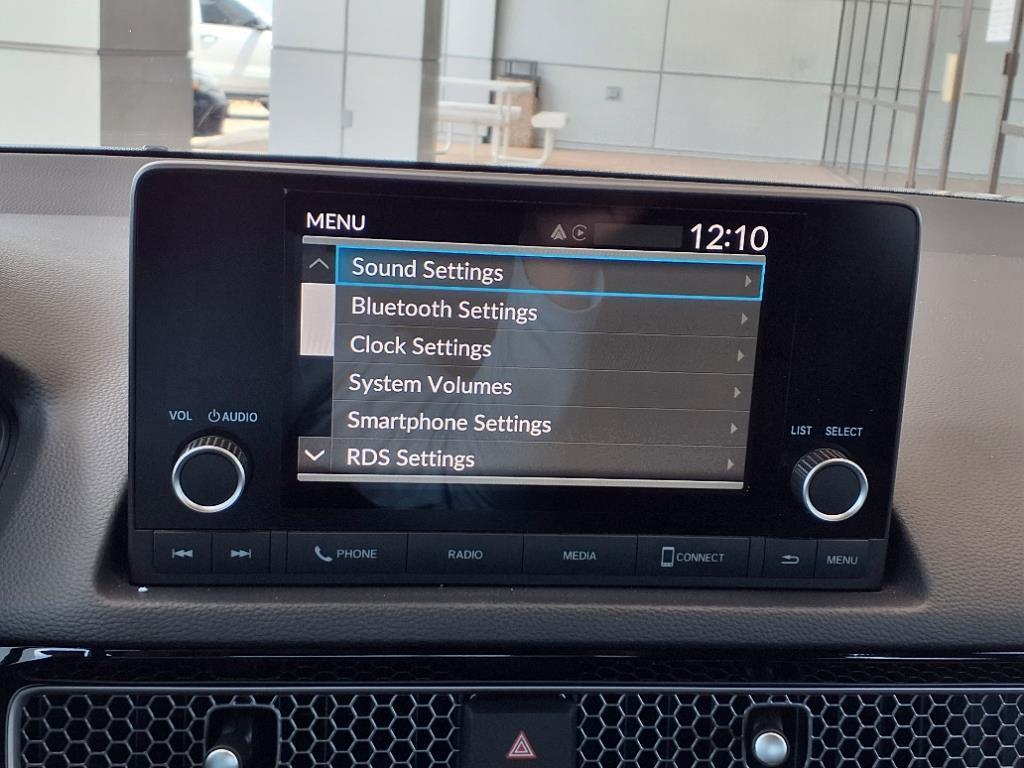 MENU
12:10
Sound Settings
Bluetooth Settings
Clock Settings
System Volumes
Smartphone Settings
RDS Settings
VOL AUDIO
LIST SELECT
PHONE
RADIO
MEDIA
CONNECT
MENU